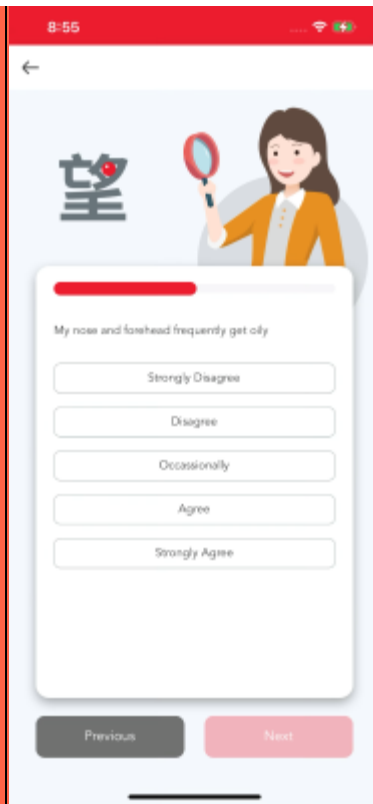 8:55
望
My nose and forehead frequently get oily
Strongly Disagree
Disagree
Occassionally
Agree
Strongly Agree
Previous
Next